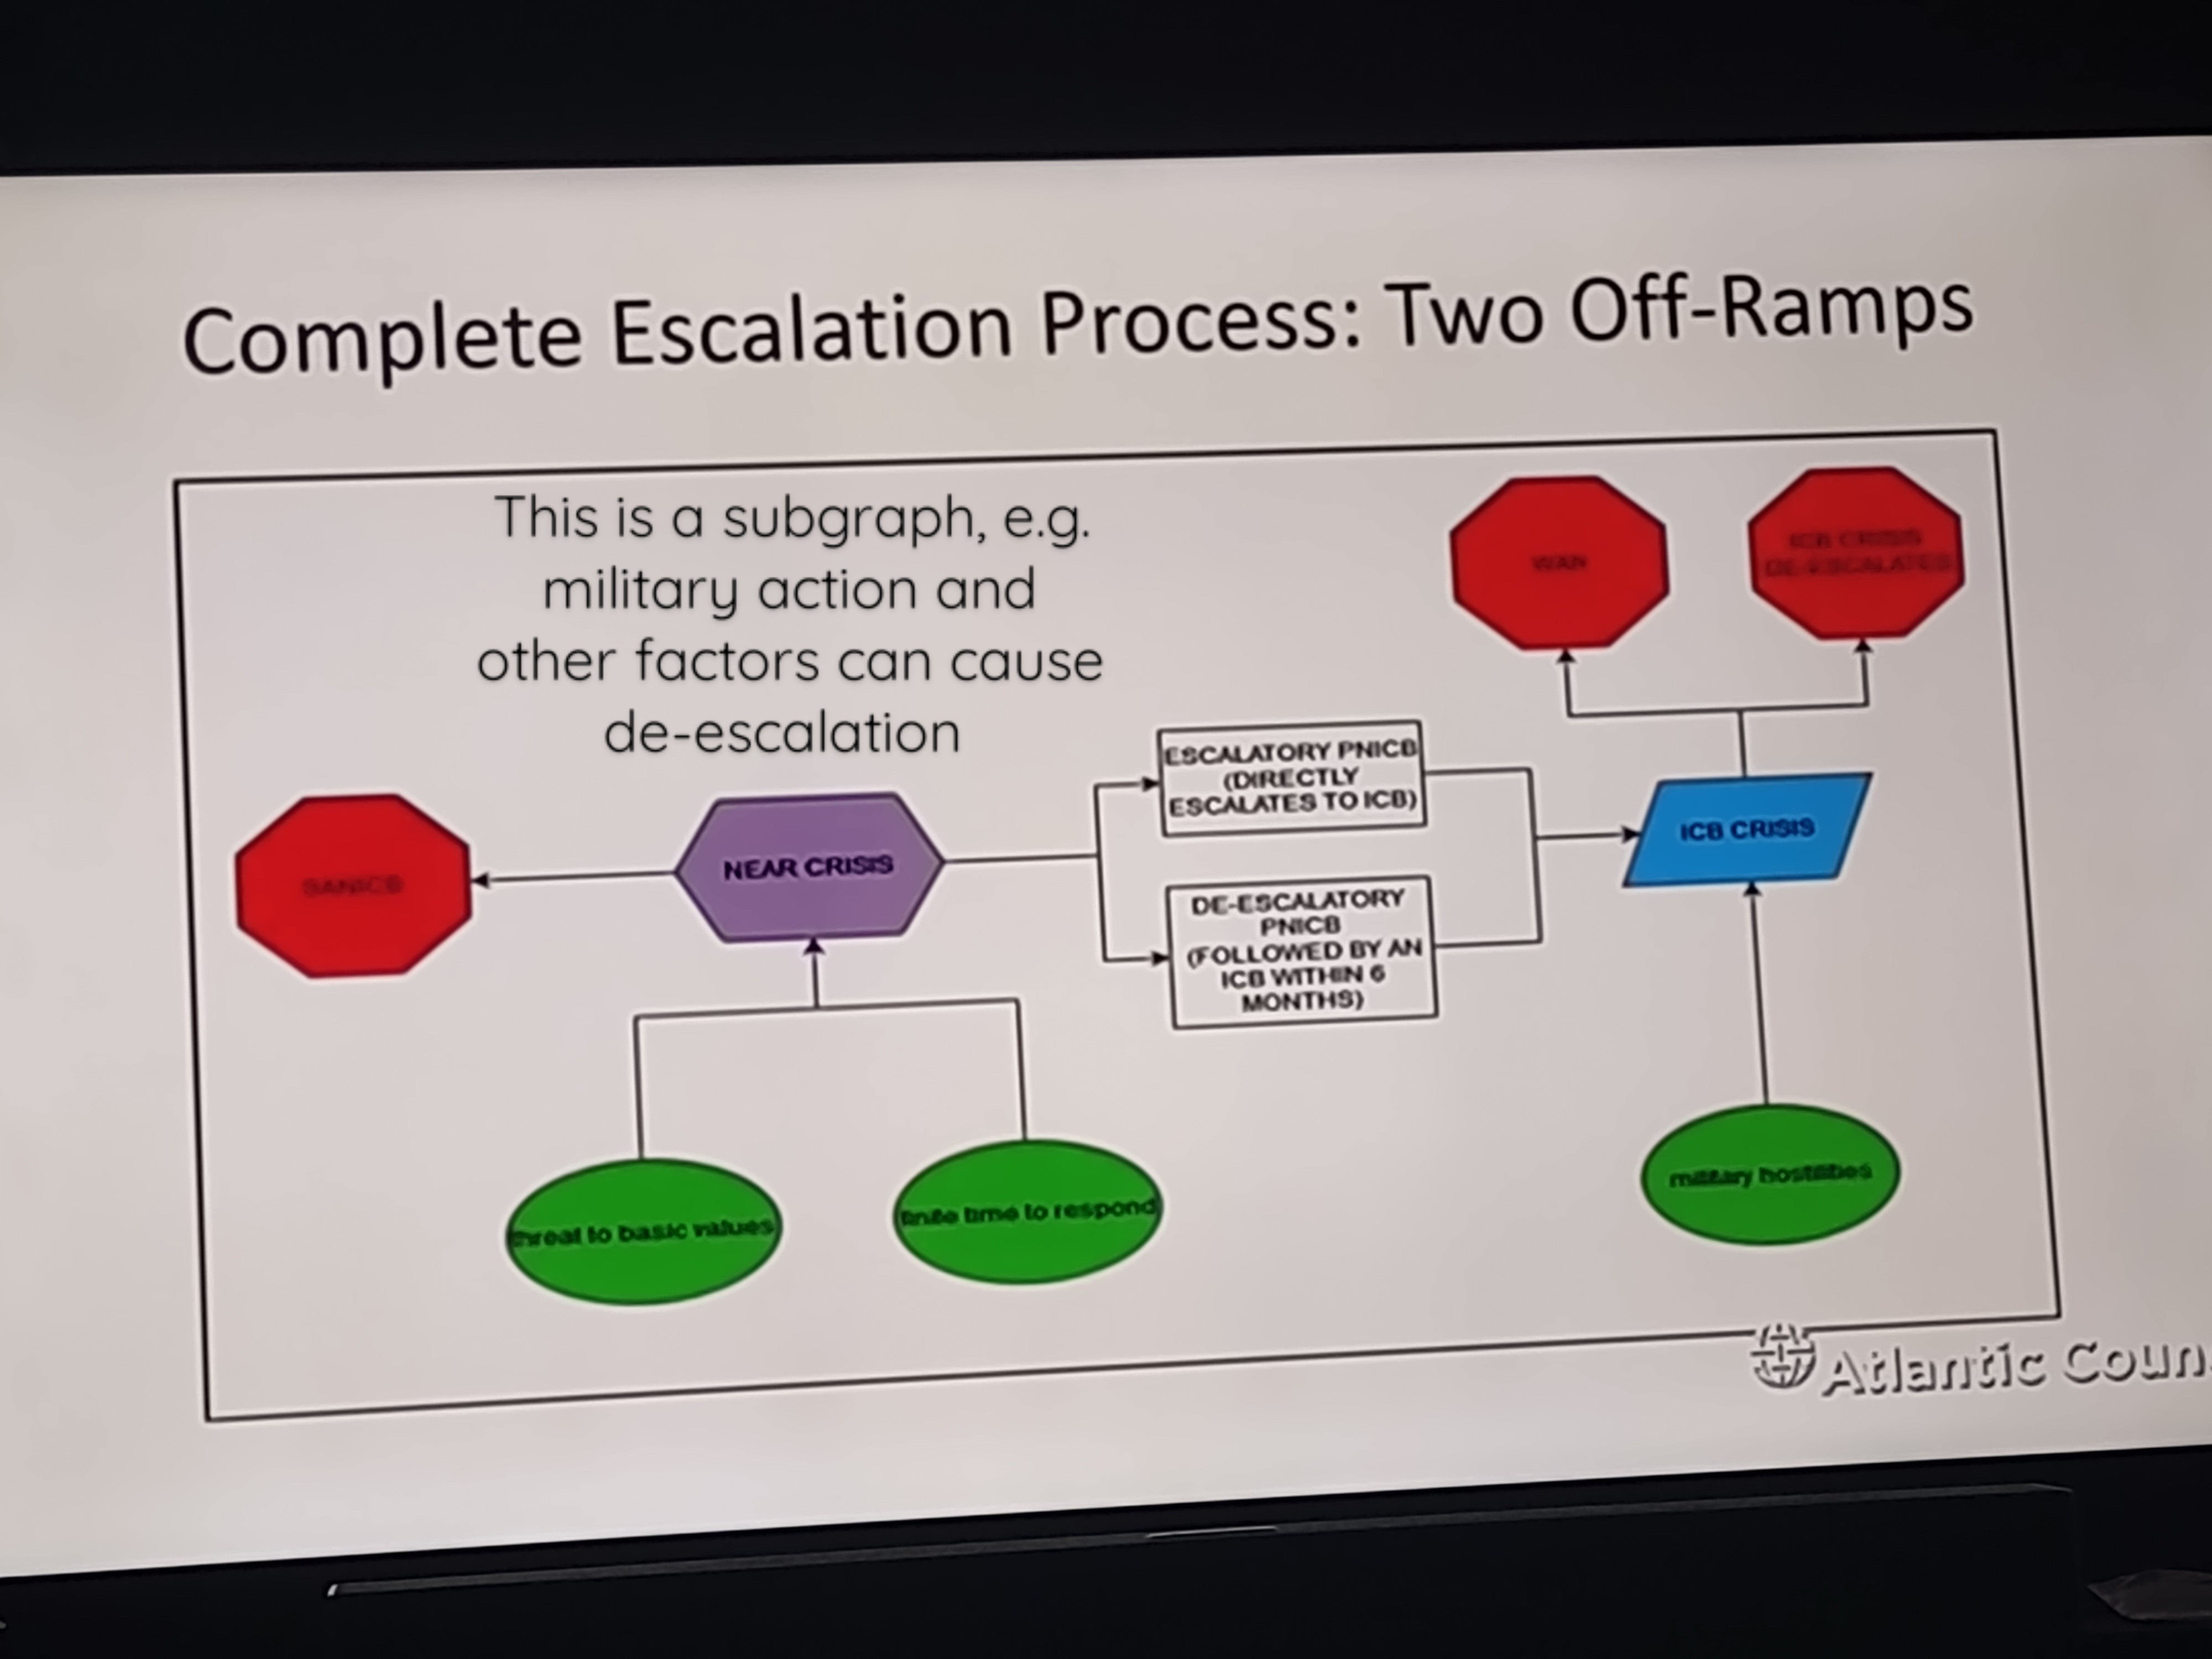 Complete Escalation Process: Two Off-Ramps
This is a subgraph, e.g.
military action and
other factors can cause
de-escalation
WAR
ICB CRISIS
DE-ESCALATES
ESCALATORY PNICB
(DIRECTLY
ESCALATES TO ICB)
ICB CRISIS
SANICB
NEAR CRISIS
DE-ESCALATORY
PNICB
(FOLLOWED BY AN
ICB WITHIN 6
MONTHS)
threat to basic values
finite time to respond
military hostilities
Atlantic Coun